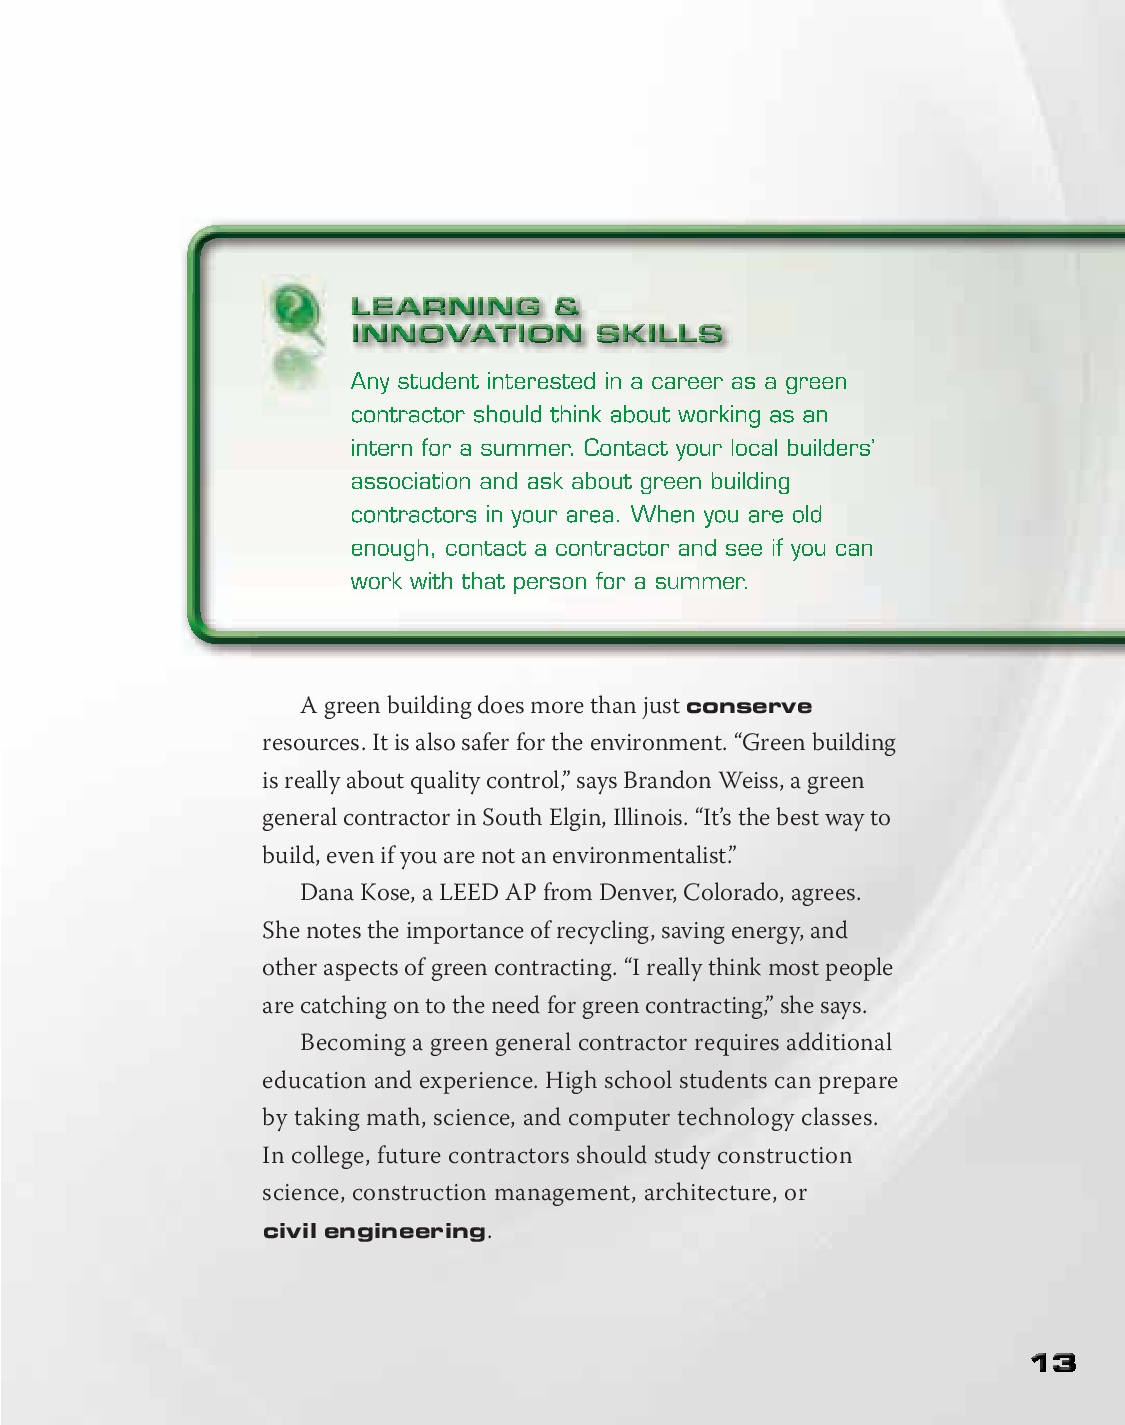 LEARNING &
INNOVATION SKILLS
Any student interested in a career as a green
contractor should think about working as an
intern for a summer. Contact your local builders’
association and ask about green building
contractors in your area. When you are old
enough, contact a contractor and see if you can
work with that person for a summer.
A green building does more than just conserve
resources. It is also safer for the environment. “Green building
is really about quality control,” says Brandon Weiss, a green
general contractor in South Elgin, Illinois. “It’s the best way to
build, even if you are not an environmentalist.”
Dana Kose, a LEED AP from Denver, Colorado, agrees.
She notes the importance of recycling, saving energy, and
other aspects of green contracting. “I really think most people
are catching on to the need for green contracting,” she says.
Becoming a green general contractor requires additional
education and experience. High school students can prepare
by taking math, science, and computer technology classes.
In college, future contractors should study construction
science, construction management, architecture, or
civil engineering.
13